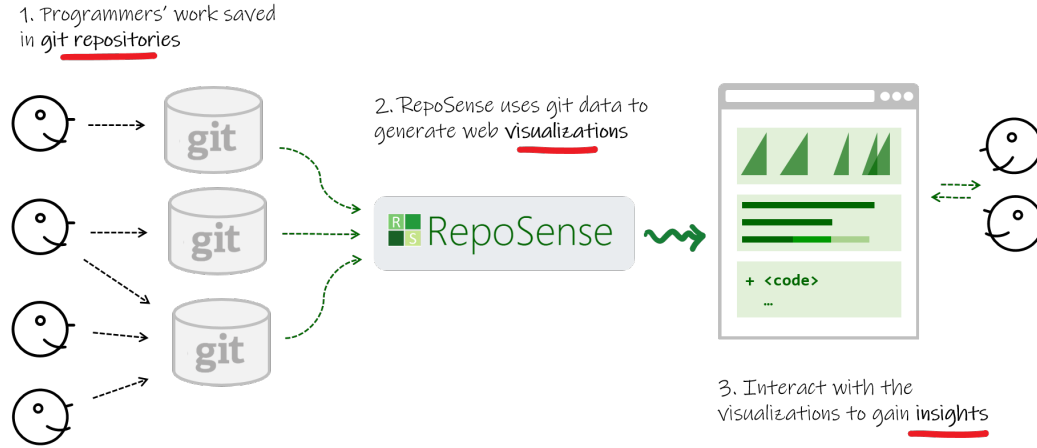 1. Programmers' work saved
in git repositories
git
2. RepoSense uses git data to
generate web visualizations
git
R
S
RepoSense
+ <code>
...
git
3. Interact with the
visualizations to gain insights